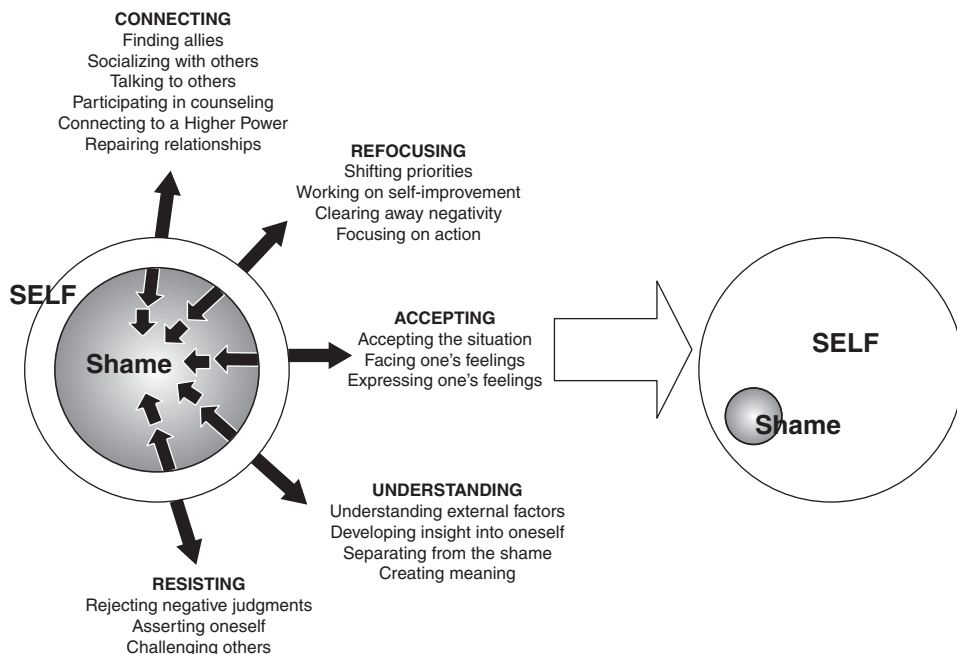 CONNECTING
Finding allies
Socializing with others
Talking to others
Participating in counseling
Connecting to a Higher Power
Repairing relationships
REFOCUSING
Shifting priorities
Working on self-improvement
Clearing away negativity
Focusing on action
SELF
Shame
ACCEPTING
Accepting the situation
Facing one’s feelings
Expressing one’s feelings
UNDERSTANDING
Understanding external factors
Developing insight into oneself
Separating from the shame
Creating meaning
RESISTING
Rejecting negative judgments
Asserting oneself
Challenging others
SELF
Shame